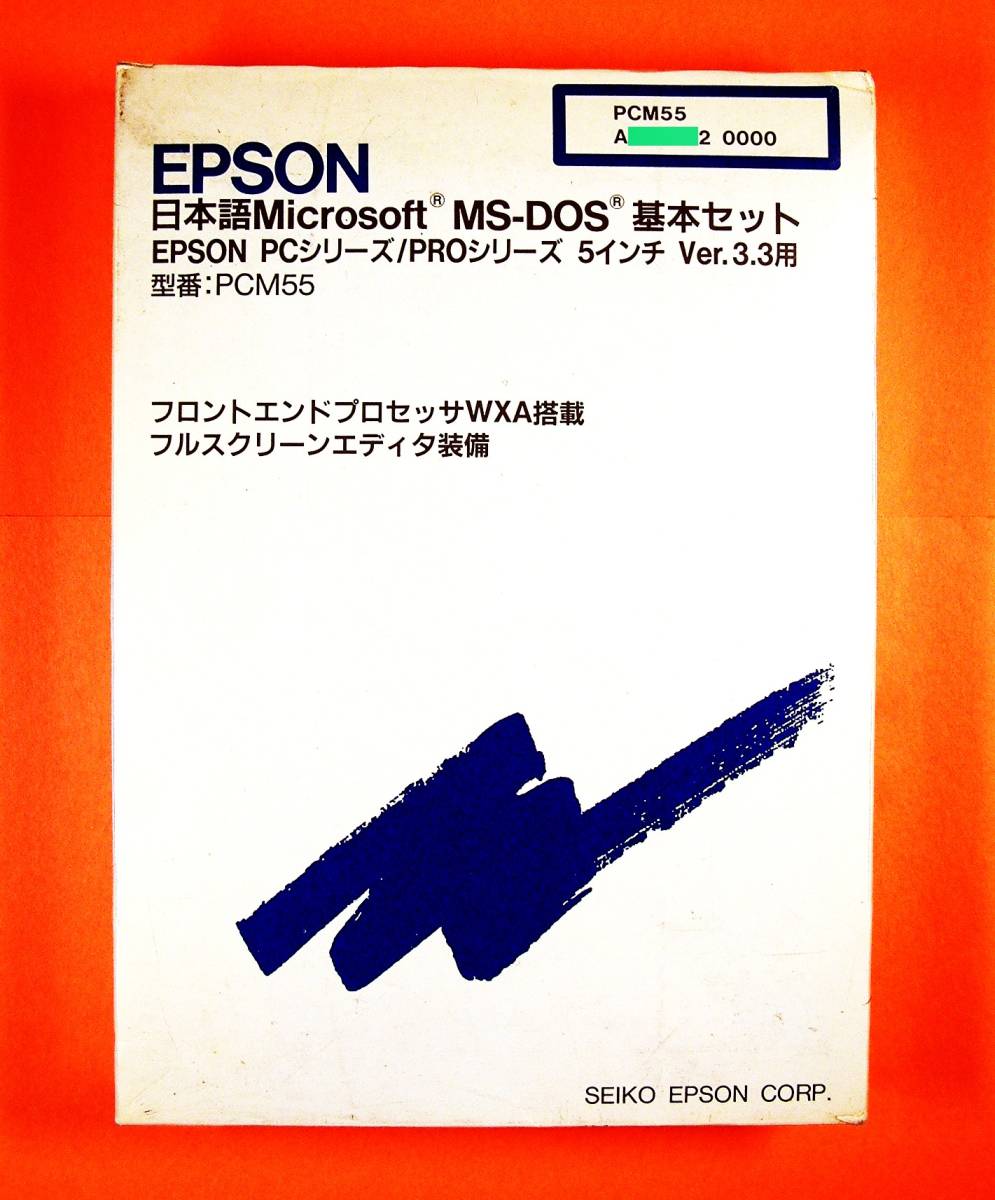 PCM55
A 2 0000
EPSON
日本語Microsoft® MS-DOS® 基本セット
EPSON PCシリーズ/PROシリーズ 5インチ Ver.3.3用
型番:PCM55
フロントエンドプロセッサWXA搭載
フルスクリーンエディタ装備
SEIKO EPSON CORP.